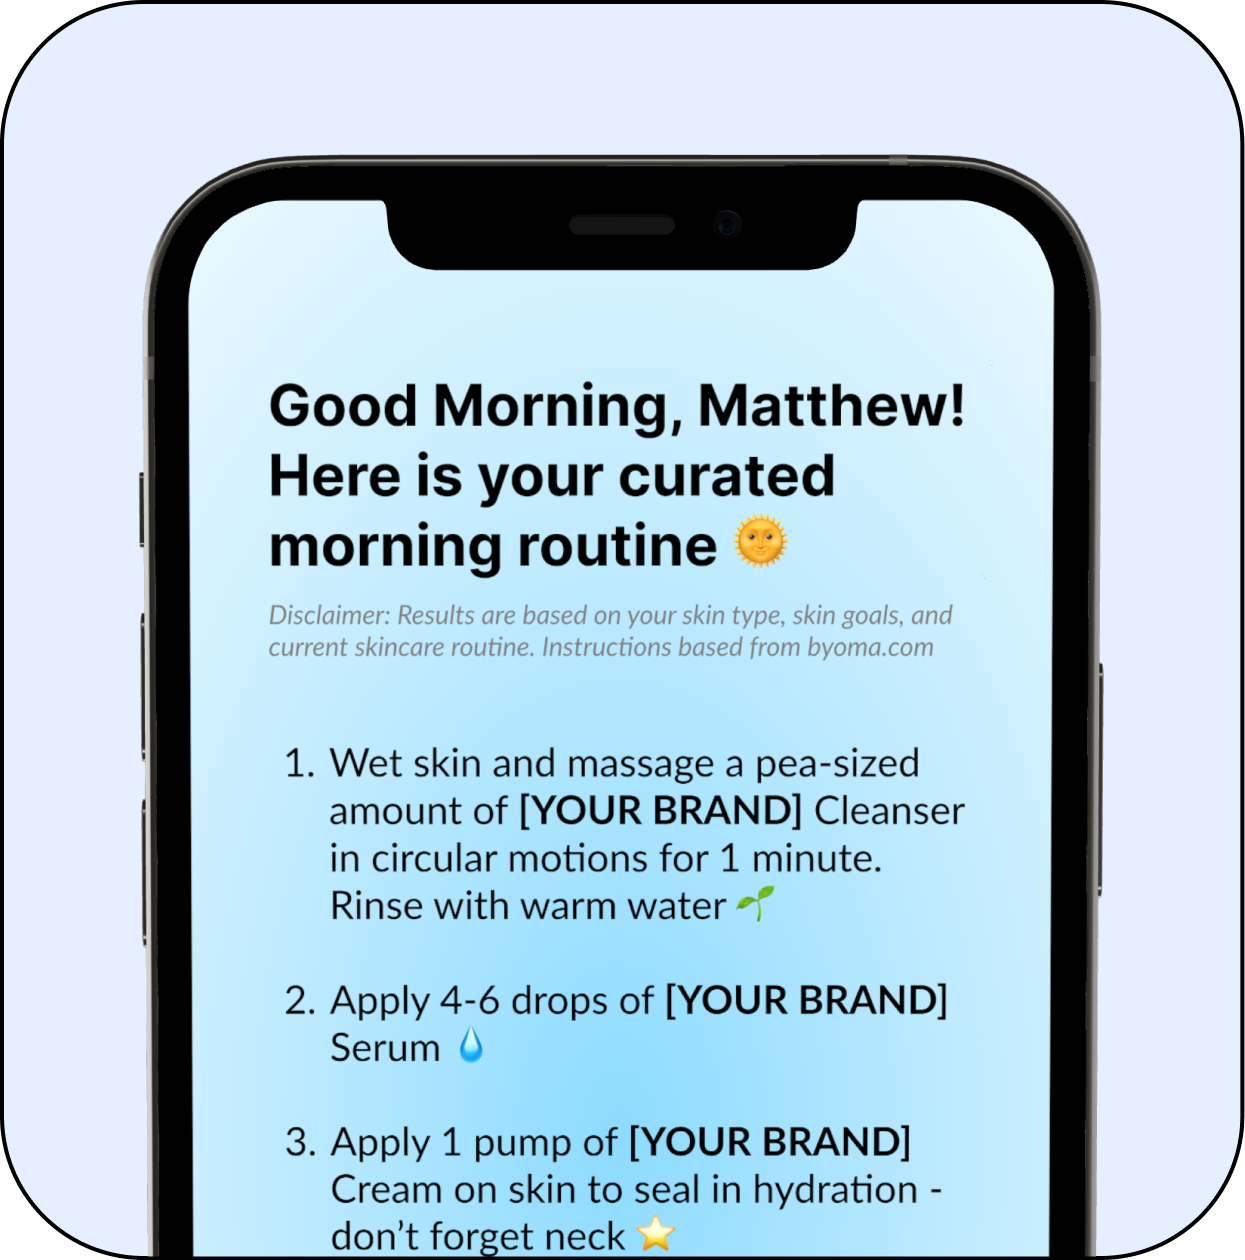 Good Morning, Matthew!
Here is your curated
morning routine 🌞
Disclaimer: Results are based on your skin type, skin goals, and
current skincare routine. Instructions based from byoma.com
1. Wet skin and massage a pea-sized
amount of [YOUR BRAND] Cleanser
in circular motions for 1 minute.
Rinse with warm water 🌱
2. Apply 4-6 drops of [YOUR BRAND]
Serum 💧
3. Apply 1 pump of [YOUR BRAND]
Cream on skin to seal in hydration -
don’t forget neck ⭐